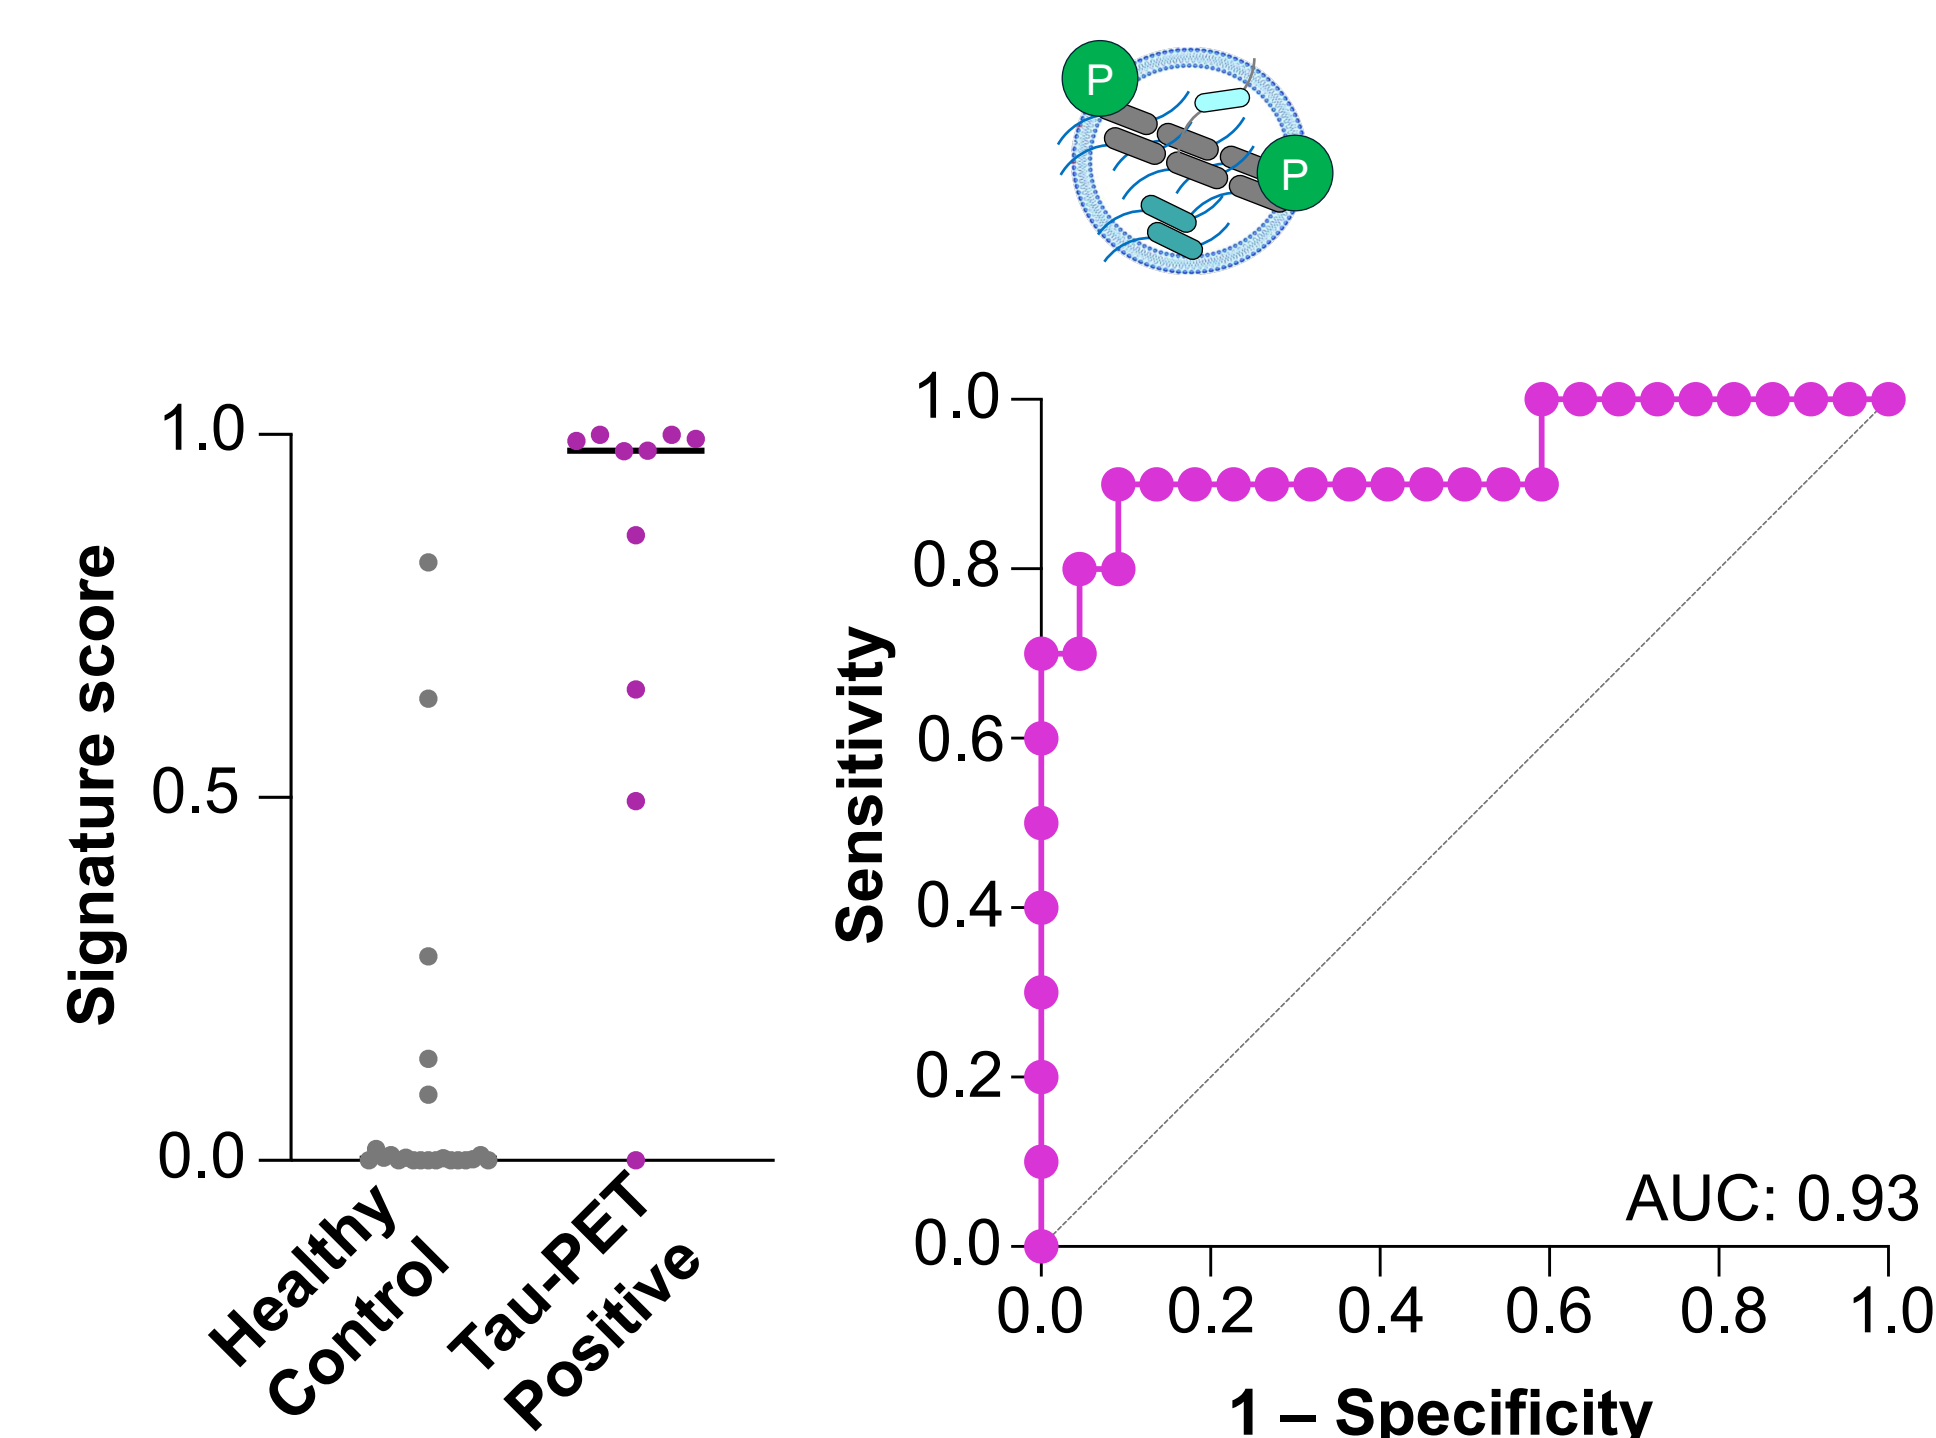 P
P
Signature score
1.0
0.5
0.0
Healthy
Control
Tau-PET
Positive
Sensitivity
1.0
0.8
0.6
0.4
0.2
0.0
AUC: 0.93
0.0 0.2 0.4 0.6 0.8 1.0
1 – Specificity